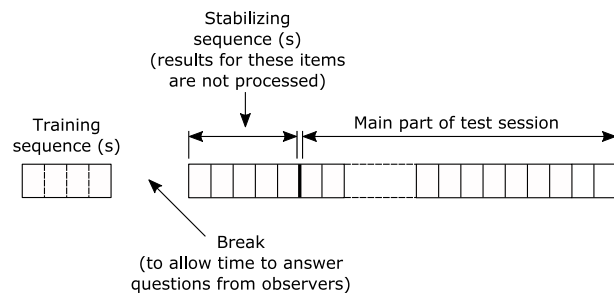 Stabilizing
sequence (s)
(results for these items
are not processed)
Training
sequence (s)
Main part of test session
Break
(to allow time to answer
questions from observers)